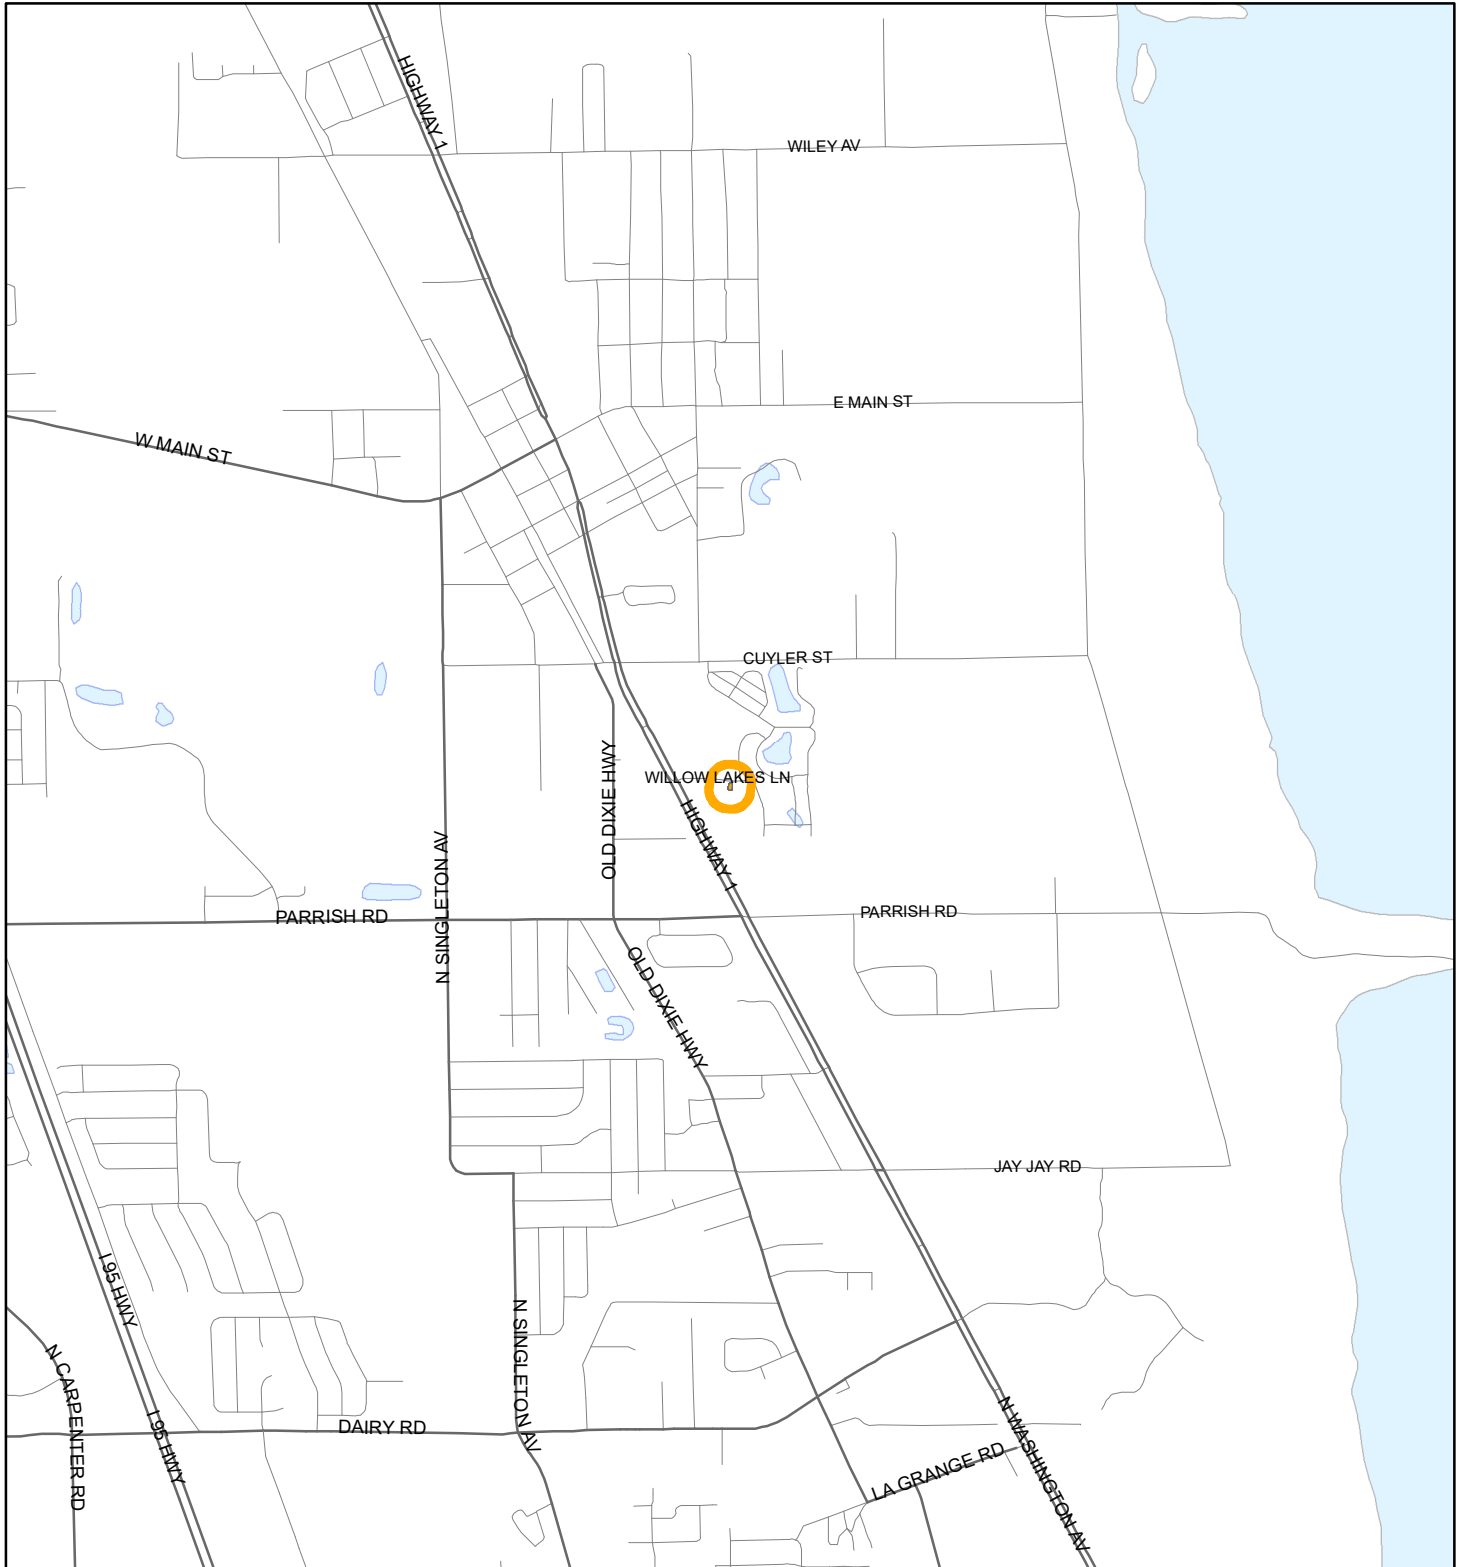 HIGHWAY 1
WILEY AV
E MAIN ST
W MAIN ST
CUYLER ST
WILLOW LAKES LN
OLD DIXIE HWY
HIGHWAY 1
N SINGLETON AV
PARRISH RD
PARRISH RD
OLD DIXIE HWY
JAY JAY RD
I 95 HWY
N SINGLETON AV
N CARPENTER RD
I 95 HWY
DAIRY RD
N WASHINGTON AV
LA GRANGE RD